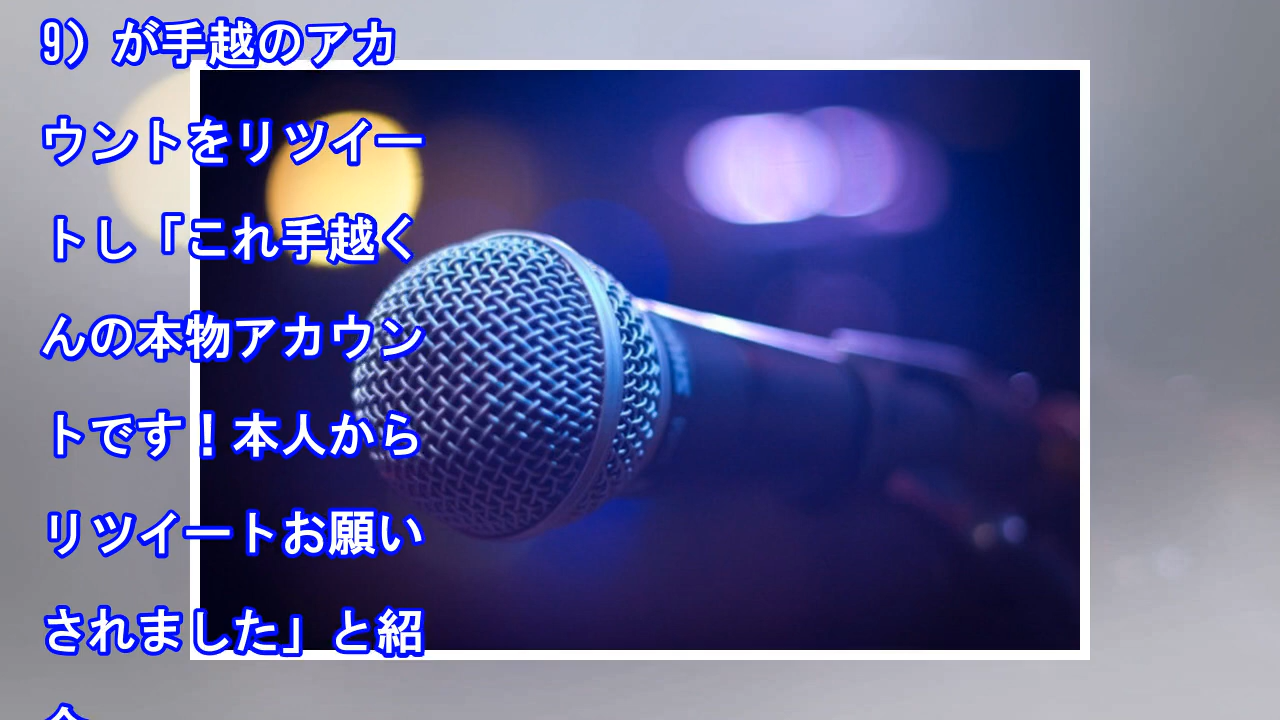 9）が手越のアカ
ウントをリツイー
トし「これ手越く
んの本物アカウン
トです！本人から
リツイートお願い
されました」と紹